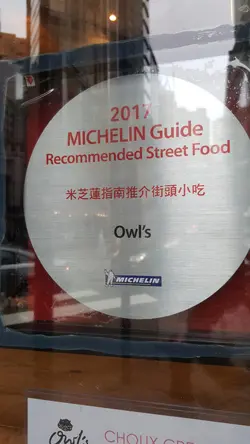 2017
MICHELIN Guide
Recommended Street Food
米芝蓮指南推介街頭小吃
Owl's
MICHELIN
Owl's
CHOUX CRE